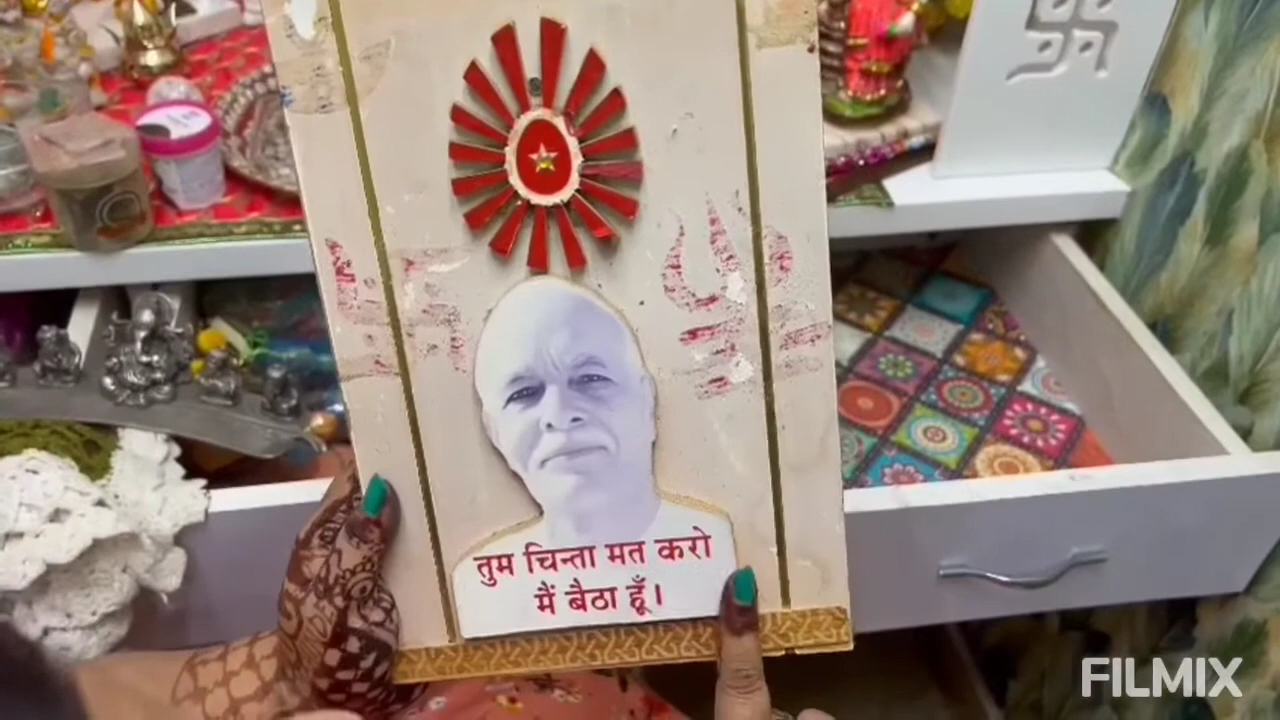 तुम चिन्ता मत करो
मैं बैठा हूँ।
FILMIX